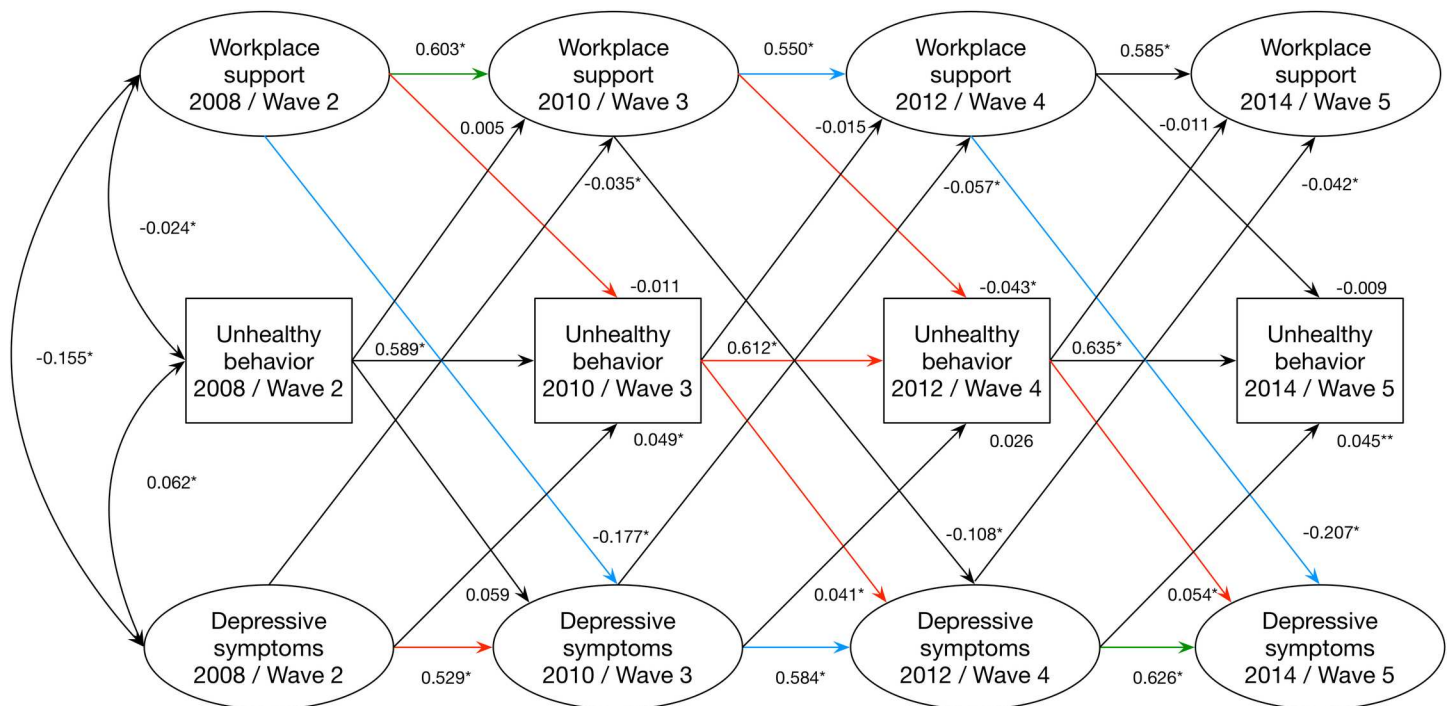 Workplace
support
2008 / Wave 2
0.603*
Workplace
support
2010 / Wave 3
0.550*
Workplace
support
2012 / Wave 4
0.585*
Workplace
support
2014 / Wave 5
0.005
-0.015
-0.011
-0.035*
-0.057*
-0.042*
-0.024*
-0.011
-0.043*
-0.009
-0.155*
Unhealthy
behavior
2008 / Wave 2
0.589*
Unhealthy
behavior
2010 / Wave 3
0.612*
Unhealthy
behavior
2012 / Wave 4
0.635*
Unhealthy
behavior
2014 / Wave 5
0.049*
0.026
0.045**
0.062*
-0.177*
-0.108*
-0.207*
0.059
0.041*
0.054*
Depressive
symptoms
2008 / Wave 2
0.529*
Depressive
symptoms
2010 / Wave 3
0.584*
Depressive
symptoms
2012 / Wave 4
0.626*
Depressive
symptoms
2014 / Wave 5